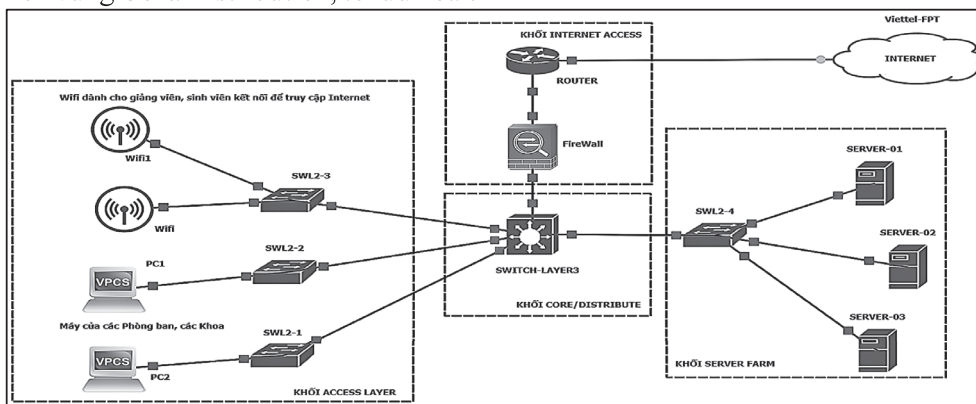 KHỐI INTERNET ACCESS
Viettel-FPT
INTERNET
ROUTER
FireWall
Wifi dành cho giảng viên, sinh viên kết nối để truy cập Internet
Wifi1
SWL2-3
Wifi
SWL2-2
PC1
VPCS
Máy của các Phòng ban, các Khoa
SWL2-1
VPCS
PC2
KHỐI ACCESS LAYER
SWITCH-LAYER3
KHỐI CORE/DISTRIBUTE
SERVER-01
SWL2-4
SERVER-02
SERVER-03
KHỐI SERVER FARM